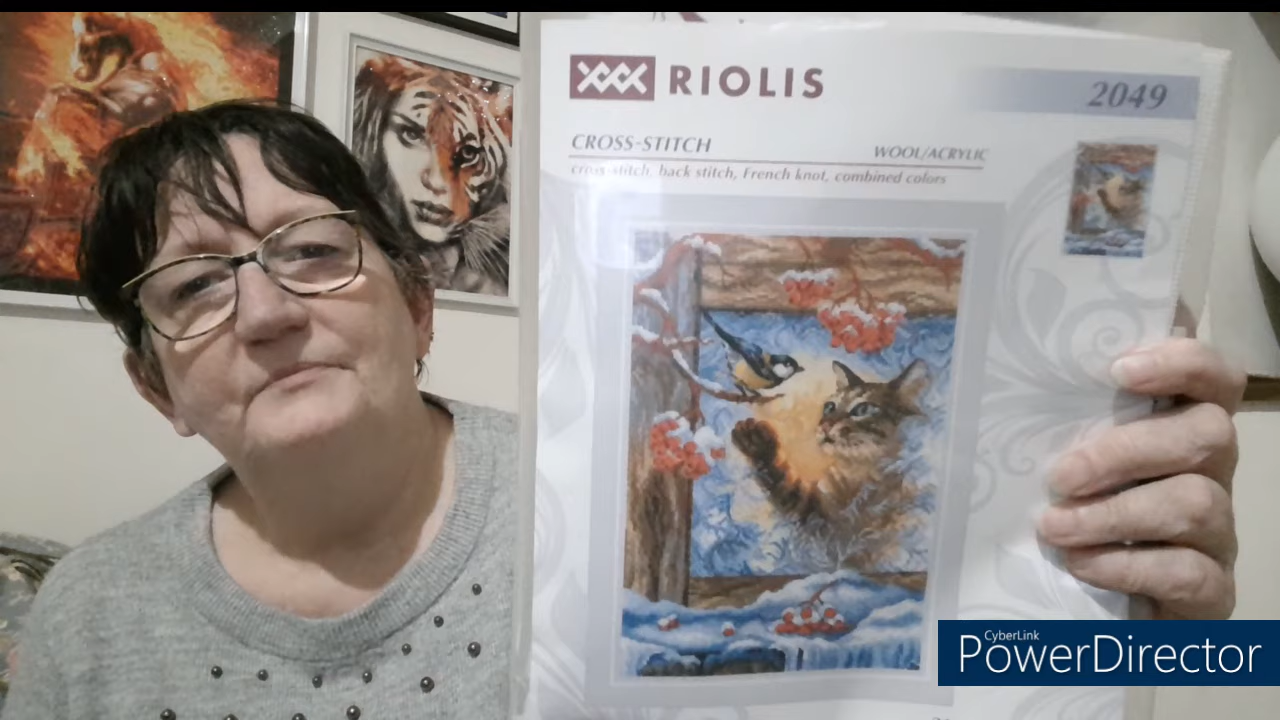 RIOLIS
2049
CROSS-STITCH
WOOL/ACRYLIC
cross stitch, back stitch, French knot, combined colors
CyberLink
PowerDirector